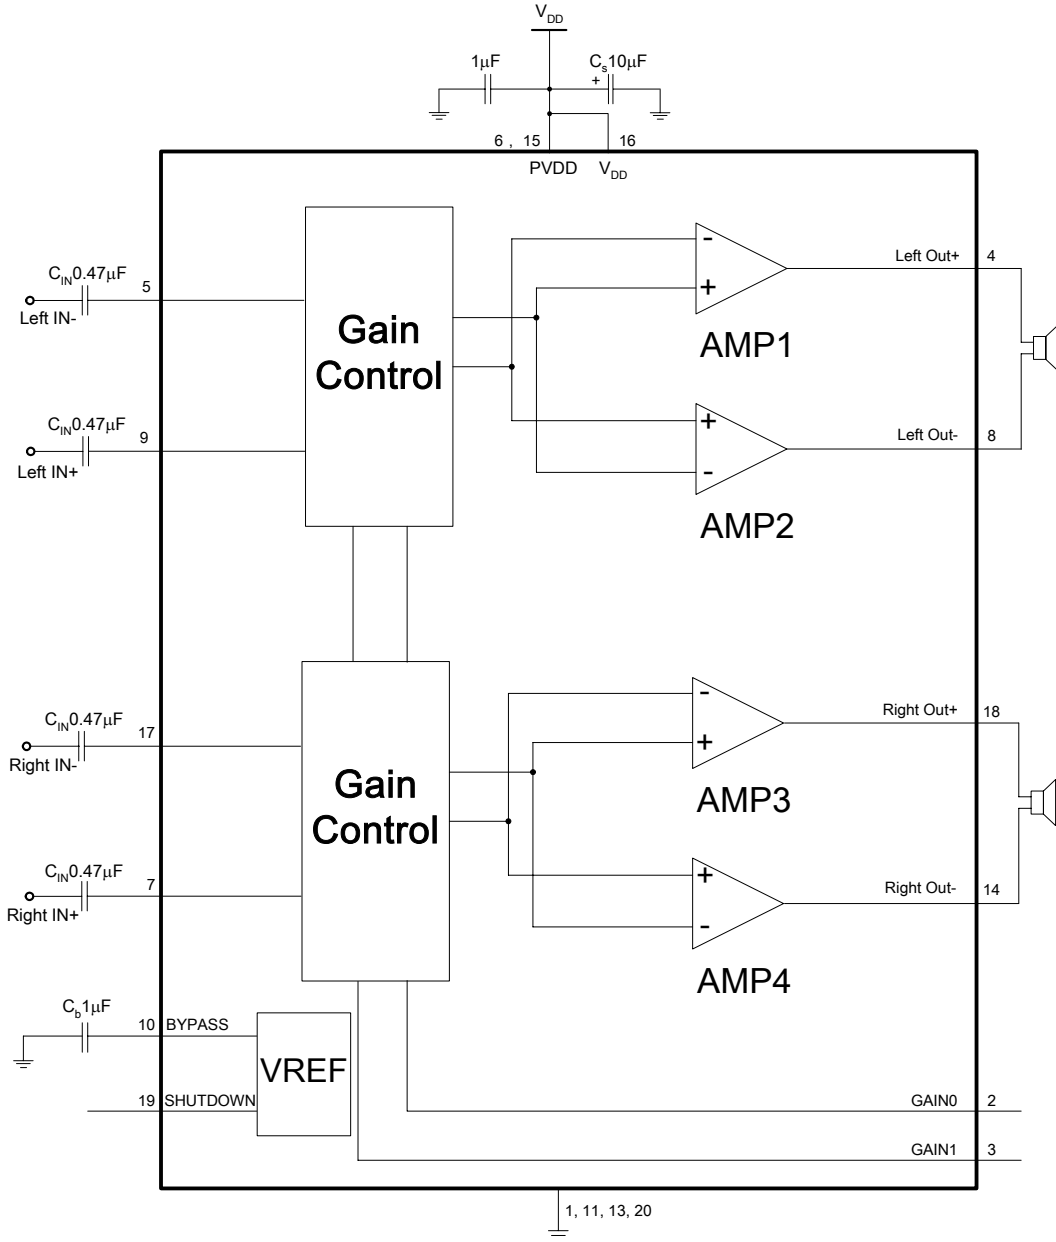 VDD
1μF
Cs10μF
+
6 , 15
16
PVDD
VDD
CIN0.47μF
5
Left IN-
Gain
Control
-
+
AMP1
Left Out+
4
CIN0.47μF
9
Left IN+
+
-
AMP2
Left Out-
8
CIN0.47μF
17
Right IN-
Gain
Control
-
+
AMP3
Right Out+
18
CIN0.47μF
7
Right IN+
+
-
AMP4
Right Out-
14
Cb1μF
10
BYPASS
VREF
19
SHUTDOWN
GAIN0
2
GAIN1
3
1, 11, 13, 20